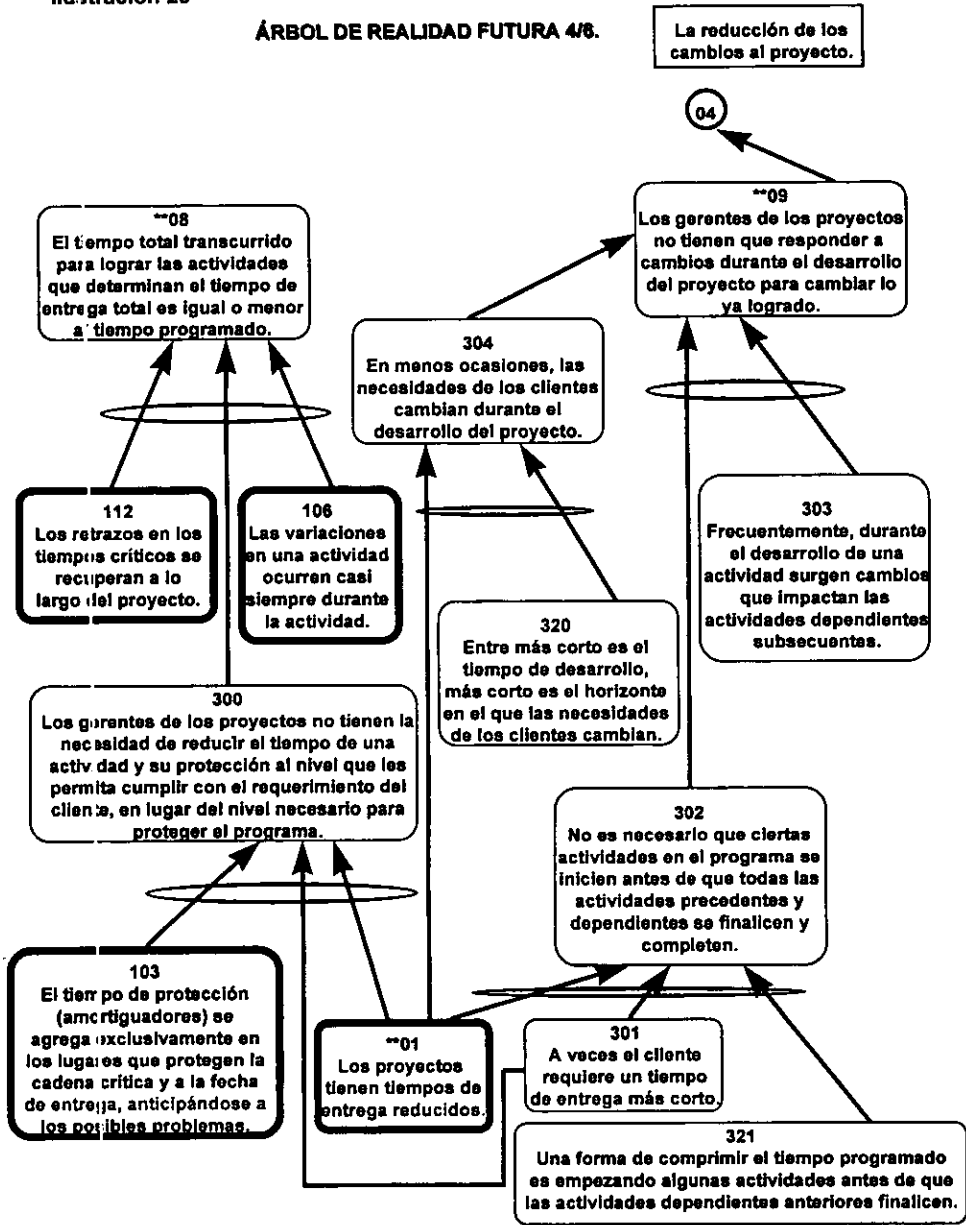 ÁRBOL DE REALIDAD FUTURA 4/6.
La reducción de los
cambios al proyecto.
04
**08
El tiempo total transcurrido
para lograr las actividades
que determinan el tiempo de
entrega total es igual o menor
a tiempo programado.
**09
Los gerentes de los proyectos
no tienen que responder a
cambios durante el desarrollo
del proyecto para cambiar lo
ya logrado.
304
En menos ocasiones, las
necesidades de los clientes
cambian durante el
desarrollo del proyecto.
112
Los retrazos en los
tiempos críticos se
recuperan a lo
largo del proyecto.
106
Las variaciones
en una actividad
ocurren casi
siempre durante
la actividad.
303
Frecuentemente, durante
el desarrollo de una
actividad surgen cambios
que impactan las
actividades dependientes
subsecuentes.
320
Entre más corto es el
tiempo de desarrollo,
más corto es el horizonte
en el que las necesidades
de los clientes cambian.
300
Los gerentes de los proyectos no tienen la
necesidad de reducir el tiempo de una
actividad y su protección al nivel que les
permita cumplir con el requerimiento del
cliente, en lugar del nivel necesario para
proteger el programa.
302
No es necesario que ciertas
actividades en el programa se
inicien antes de que todas las
actividades precedentes y
dependientes se finalicen y
completen.
103
El tiempo de protección
(amortiguadores) se
agrega exclusivamente en
los lugares que protegen la
cadena crítica y a la fecha
de entrega, anticipándose a
los posibles problemas.
**01
Los proyectos
tienen tiempos de
entrega reducidos.
301
A veces el cliente
requiere un tiempo
de entrega más corto.
321
Una forma de comprimir el tiempo programado
es empezando algunas actividades antes de que
las actividades dependientes anteriores finalicen.